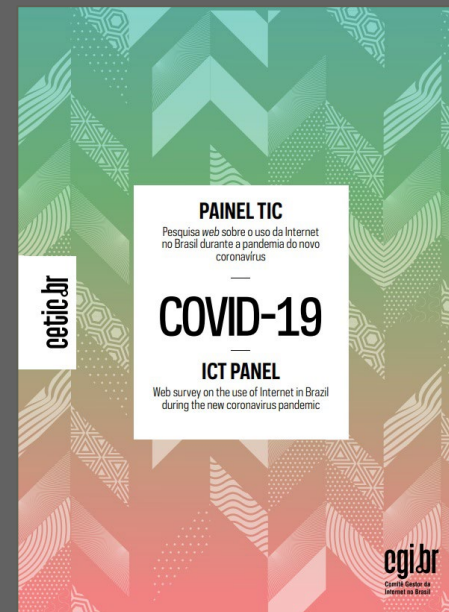 PAINEL TIC
Pesquisa web sobre o uso da Internet
no Brasil durante a pandemia do novo
coronavírus
COVID-19
ICT PANEL
Web survey on the use of Internet in Brazil
during the new coronavirus pandemic
cetic.br
cgi.br
Comitê Gestor da
Internet no Brasil